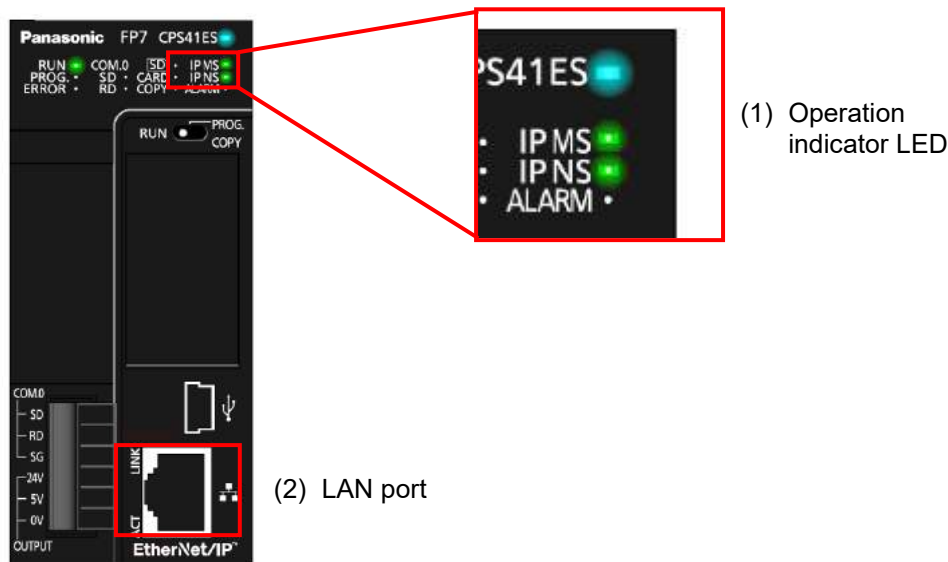 Panasonic FP7 CPS41ES
RUN COM.0 SD IP MS
PROG. SD CARD IP NS
ERROR RD COPY ALARM
RUN PROG.
COPY
PS41ES
IP MS
IP NS
ALARM
(1) Operation
indicator LED
COM.0
SD
RD
SG
24V
5V
0V
OUTPUT
LINK
ACT
EtherNet/IP™
(2) LAN port